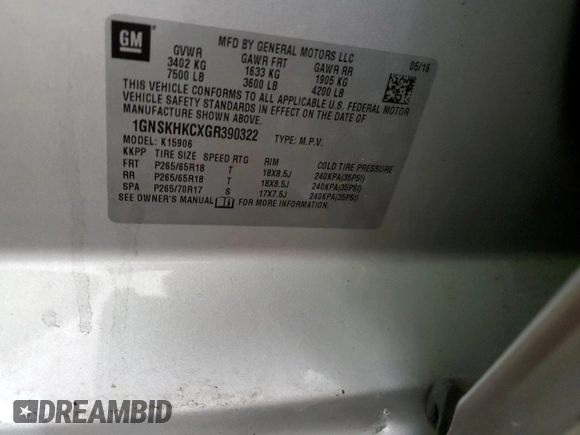 GM
MFD BY GENERAL MOTORS LLC
05/16
GVWR GAWR FRT GAWR RR
3402 KG 1633 KG 1905 KG
7500 LB 3600 LB 4200 LB
THIS VEHICLE CONFORMS TO ALL APPLICABLE U.S. FEDERAL MOTOR
VEHICLE SAFETY STANDARDS IN EFFECT ON THE DATE OF
MANUFACTURE SHOWN ABOVE.
1GNSKHKCXGR390322 TYPE: M.P.V.
MODEL: K15906
KKPP TIRE SIZE SPEED RTG RIM COLD TIRE PRESSURE
FRT P265/65R18 T 18X8.5J 240KPA(35PSI)
RR P265/65R18 T 18X8.5J 240KPA(35PSI)
SPA P265/70R17 S 17X7.5J 240KPA(35PSI)
SEE OWNER'S MANUAL FOR MORE INFORMATION.
DREAMBID